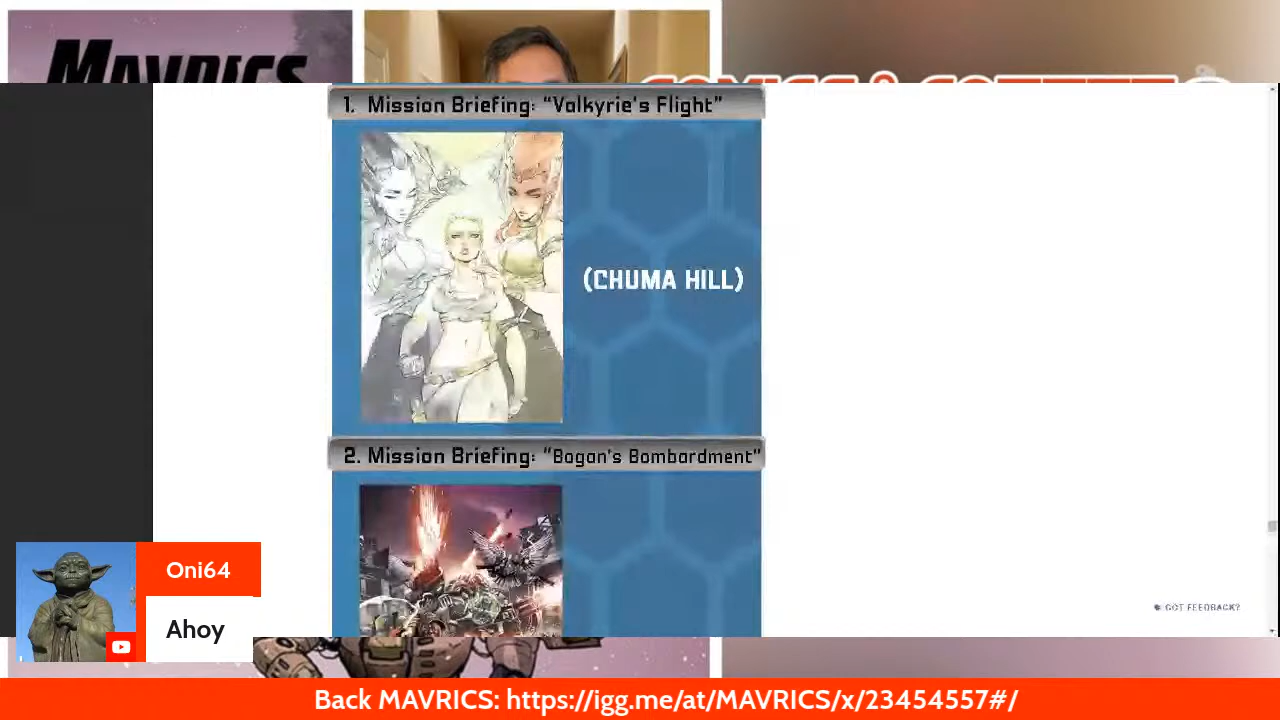 MAVRICS
1. Mission Briefing: "Valkyrie's Flight"
(CHUMA HILL)
2. Mission Briefing: "Bogan's Bombardment"
Oni64
Ahoy
GOT FEEDBACK?
Back MAVRICS: https://igg.me/at/MAVRICS/x/23454557#/